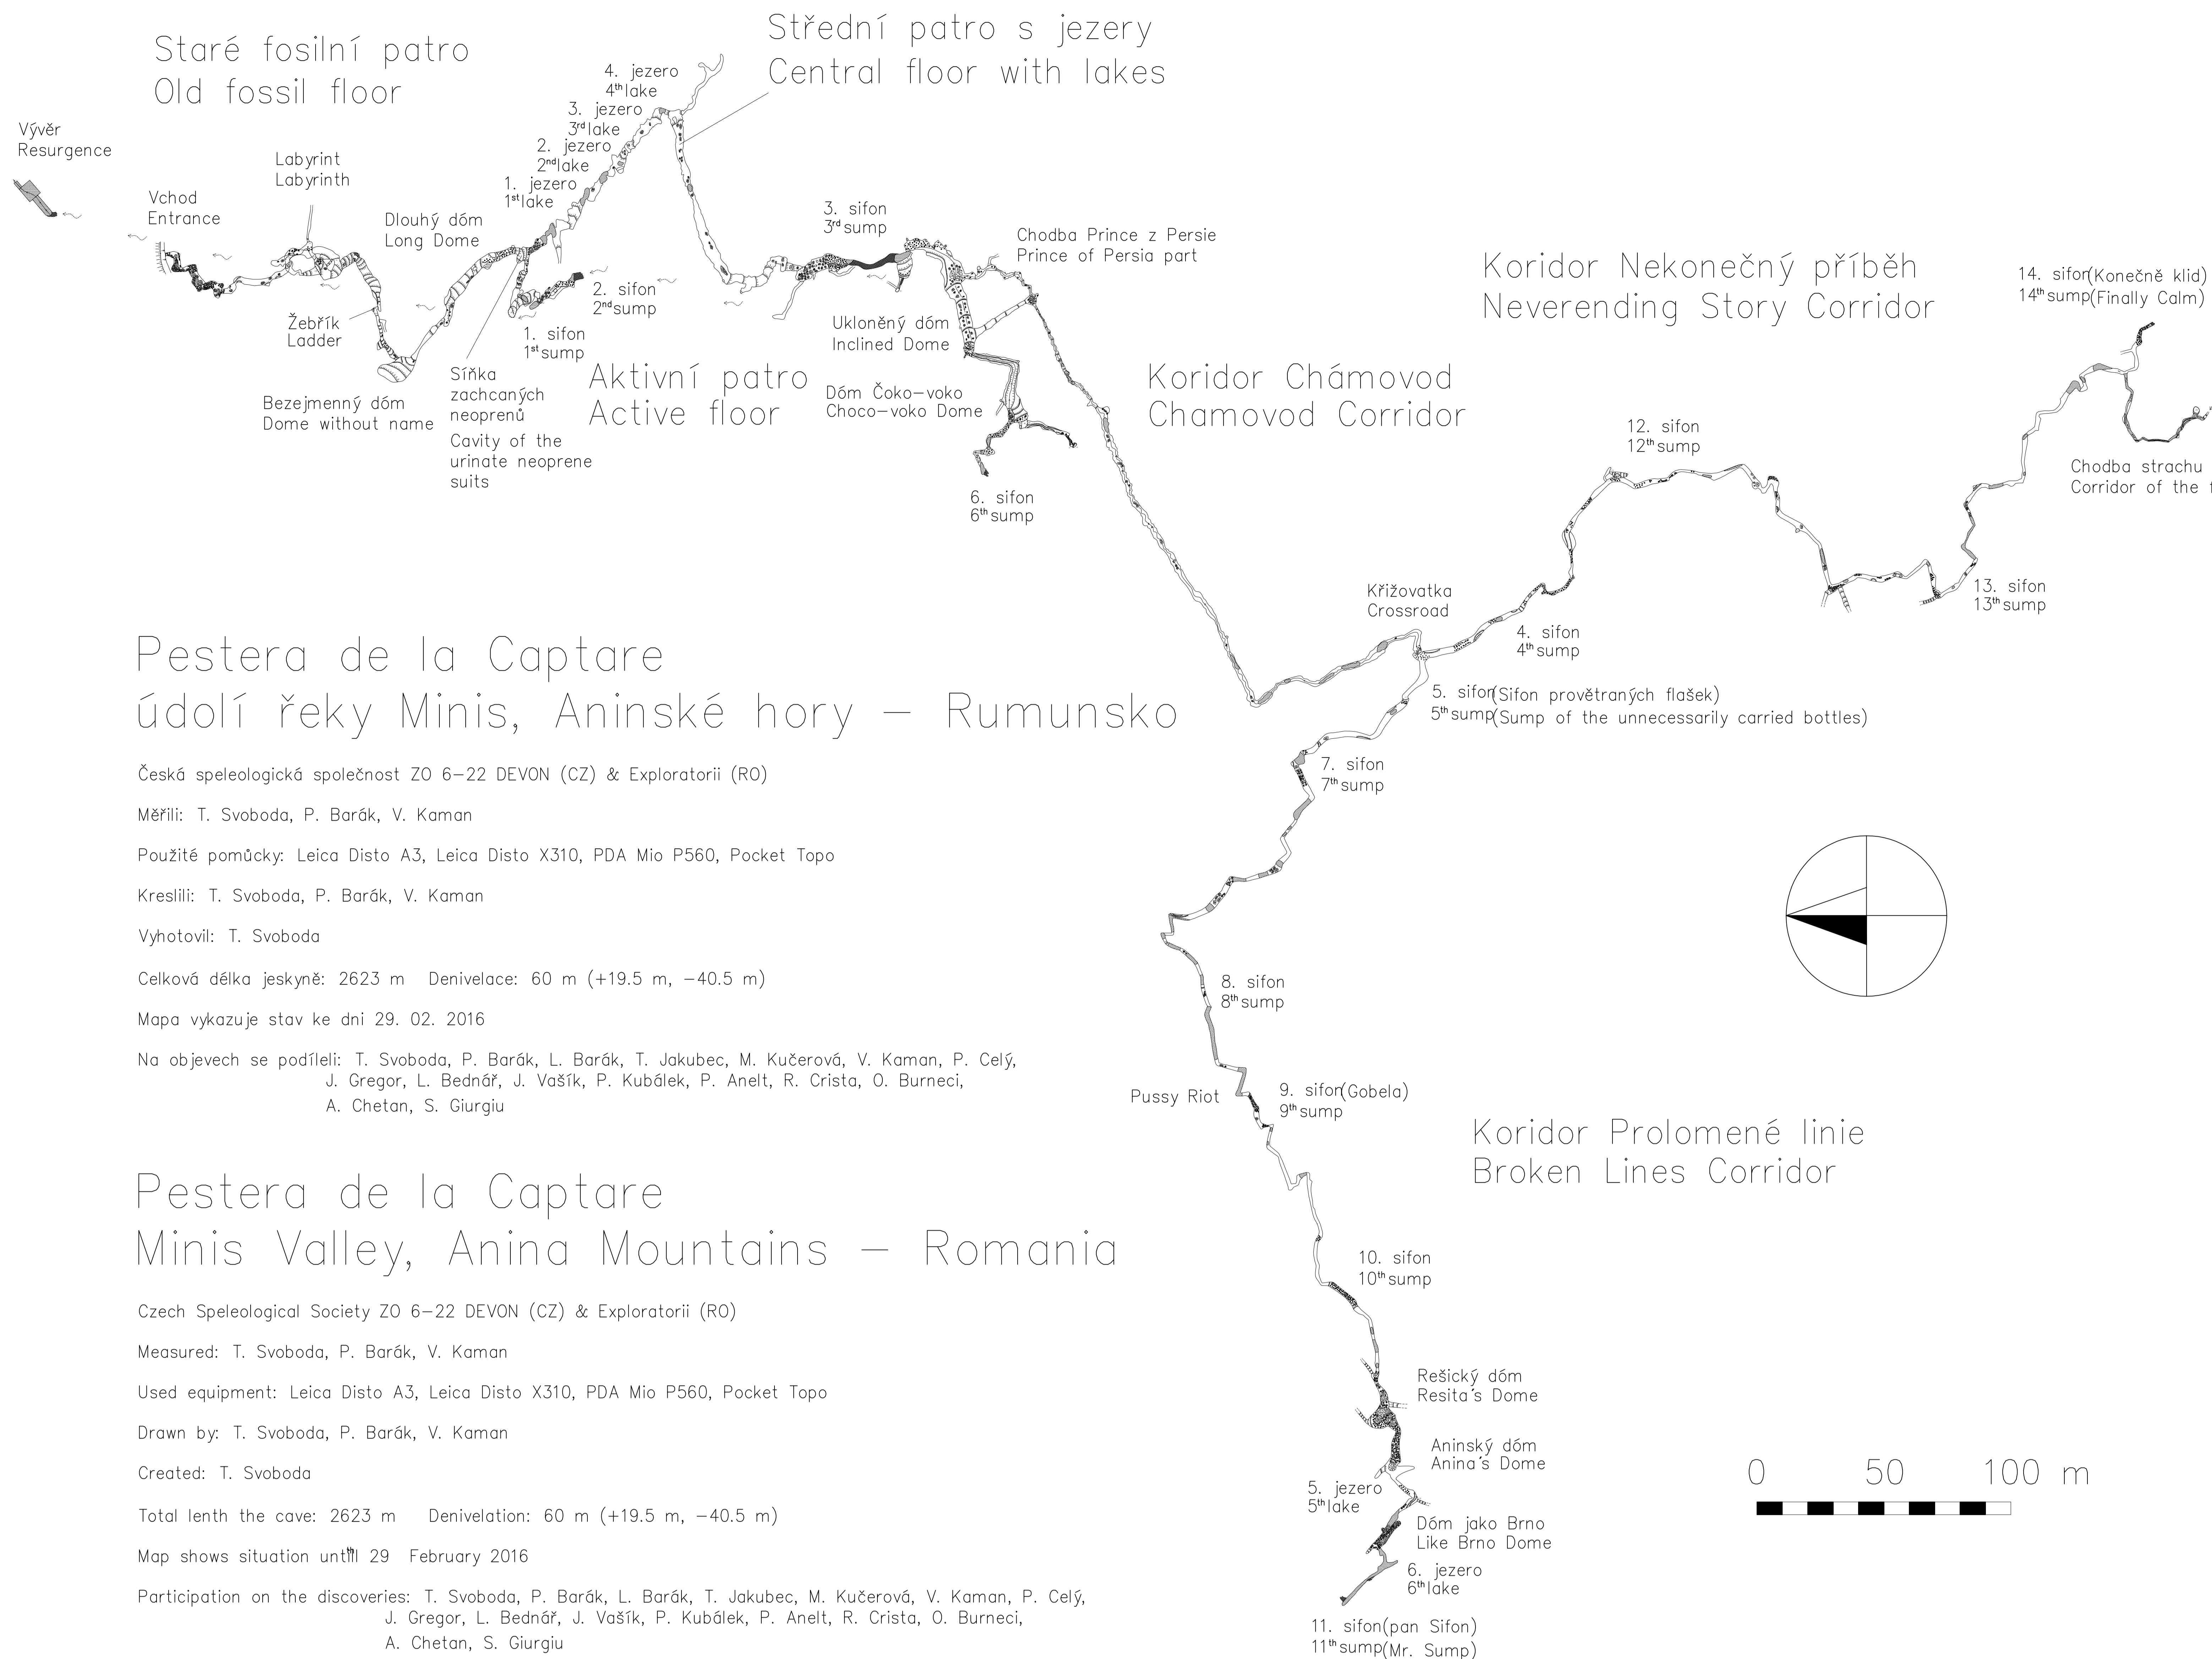 Staré fosilní patro
Old fossil floor
Střední patro s jezery
Central floor with lakes
4. jezero
4th lake
3. jezero
3rd lake
2. jezero
2nd lake
1. jezero
1st lake
Vývěr
Resurgence
Labyrint
Labyrinth
Vchod
Entrance
Dlouhý dóm
Long Dome
3. sifon
3rd sump
Chodba Prince z Persie
Prince of Persia part
Koridor Nekonečný příběh
Neverending Story Corridor
14. sifon(Konečně klid)
14th sump(Finally Calm)
2. sifon
2nd sump
1. sifon
1st sump
Žebřík
Ladder
Ukloněný dóm
Inclined Dome
Síňka
zachcaných
neoprenů
Cavity of the
urinate neoprene
suits
Aktivní patro
Active floor
Dóm Čoko-voko
Choco-voko Dome
Koridor Chámovod
Chamovod Corridor
Bezejmenný dóm
Dome without name
12. sifon
12th sump
Chodba strachu
Corridor of the
6. sifon
6th sump
Křižovatka
Crossroad
13. sifon
13th sump
4. sifon
4th sump
5. sifon(Sifon provětraných flašek)
5th sump(Sump of the unnecessarily carried bottles)
7. sifon
7th sump
Pestera de la Captare
údolí řeky Minis, Aninské hory – Rumunsko
Česká speleologická společnost ZO 6-22 DEVON (CZ) & Exploratorii (RO)
Měřili: T. Svoboda, P. Barák, V. Kaman
Použité pomůcky: Leica Disto A3, Leica Disto X310, PDA Mio P560, Pocket Topo
Kreslili: T. Svoboda, P. Barák, V. Kaman
Vyhotovil: T. Svoboda
Celková délka jeskyně: 2623 m Denivelace: 60 m (+19.5 m, -40.5 m)
Mapa vykazuje stav ke dni 29. 02. 2016
Na objevech se podíleli: T. Svoboda, P. Barák, L. Barák, T. Jakubec, M. Kučerová, V. Kaman, P. Celý,
J. Gregor, L. Bednář, J. Vašík, P. Kubálek, P. Anelt, R. Crista, O. Burneci,
A. Chetan, S. Giurgiu
8. sifon
8th sump
Pussy Riot
9. sifon(Gobela)
9th sump
Koridor Prolomené linie
Broken Lines Corridor
Pestera de la Captare
Minis Valley, Anina Mountains – Romania
Czech Speleological Society ZO 6-22 DEVON (CZ) & Exploratorii (RO)
Measured: T. Svoboda, P. Barák, V. Kaman
Used equipment: Leica Disto A3, Leica Disto X310, PDA Mio P560, Pocket Topo
Drawn by: T. Svoboda, P. Barák, V. Kaman
Created: T. Svoboda
Total lenth the cave: 2623 m Denivelation: 60 m (+19.5 m, -40.5 m)
Map shows situation untill 29th February 2016
Participation on the discoveries: T. Svoboda, P. Barák, L. Barák, T. Jakubec, M. Kučerová, V. Kaman, P. Celý,
J. Gregor, L. Bednář, J. Vašík, P. Kubálek, P. Anelt, R. Crista, O. Burneci,
A. Chetan, S. Giurgiu
10. sifon
10th sump
Rešický dóm
Resita's Dome
Aninský dóm
Anina's Dome
5. jezero
5th lake
Dóm jako Brno
Like Brno Dome
6. jezero
6th lake
11. sifon(pan Sifon)
11th sump(Mr. Sump)
0 50 100 m